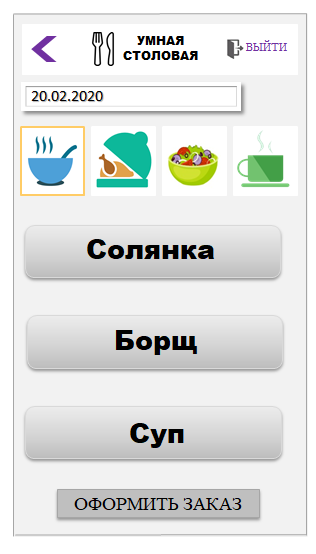 УМНАЯ
СТОЛОВАЯ
ВЫЙТИ
20.02.2020
Солянка
Борщ
Суп
ОФОРМИТЬ ЗАКАЗ